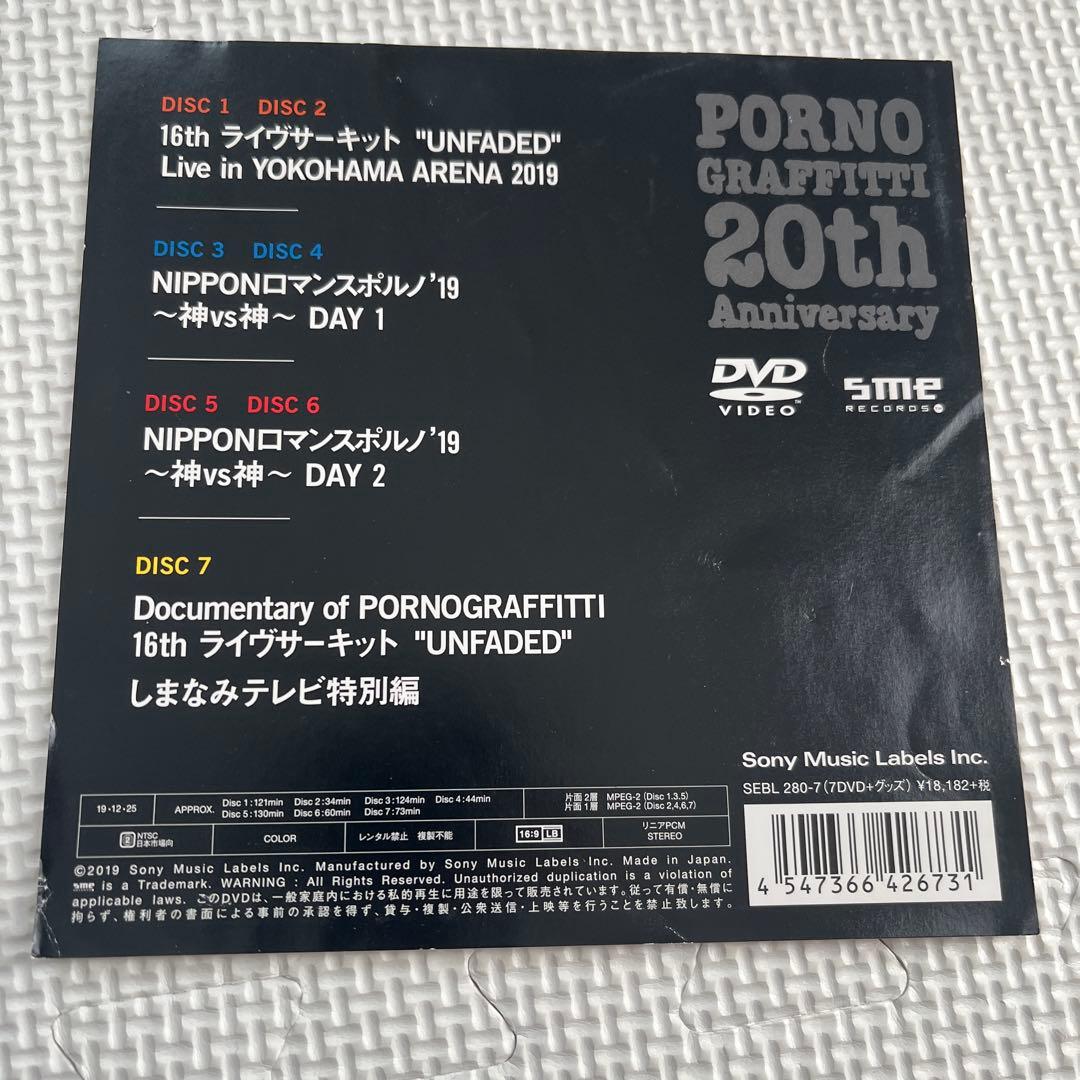 DISC 1 DISC 2
16th ライヴサーキット "UNFADED"
Live in YOKOHAMA ARENA 2019
DISC 3 DISC 4
NIPPONロマンスポルノ’19
～神vs神～ DAY 1
DISC 5 DISC 6
NIPPONロマンスポルノ’19
～神vs神～ DAY 2
DISC 7
Documentary of PORNOGRAFFITTI
16th ライヴサーキット "UNFADED"
しまなみテレビ特別編
PORNO
GRAFFITTI
20th
Anniversary
DVD
VIDEO™
sme
RECORDS
Sony Music Labels Inc.
SEBL 280-7(7DVD+グッズ) ¥18,182+税
19・12・25
APPROX.
Disc 1:121min Disc 2:34min Disc 3:124min Disc 4:44min
Disc 5:130min Disc 6:60min Disc 7:73min
片面2層 MPEG-2 (Disc 1.3.5)
片面1層 MPEG-2 (Disc 2,4,6,7)
2 NTSC
日本市場向
COLOR
レンタル禁止 複製不能
16:9 LB
リニアPCM
STEREO
©2019 Sony Music Labels Inc. Manufactured by Sony Music Labels Inc. Made in Japan.
sme is a Trademark. WARNING : All Rights Reserved. Unauthorized duplication is a violation of
applicable laws. このDVDは、一般家庭内における私的再生に用途を限って販売されています。従って有償・無償に
拘らず、権利者の書面による事前の承認を得ず、貸与・複製・公衆送信・上映等を行うことを禁止致します。
4 547366 426731